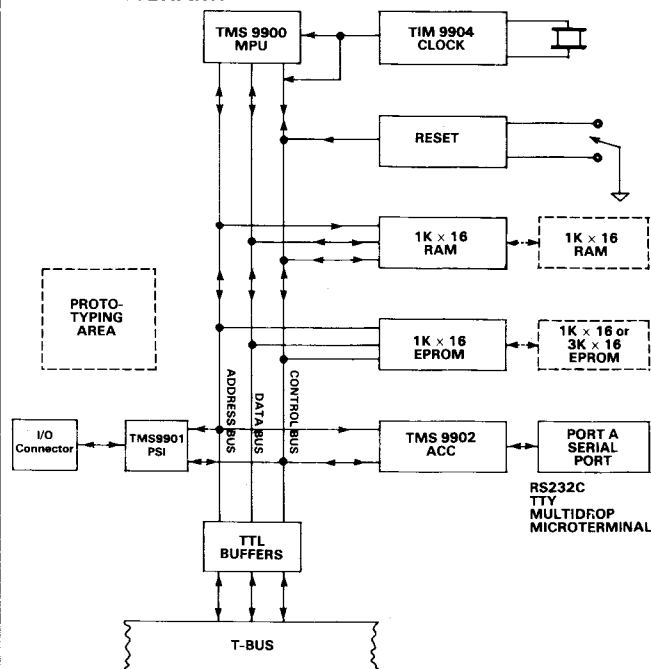 TMS 9900
MPU
TIM 9904
CLOCK
RESET
1K × 16
RAM
1K × 16
RAM
PROTO-
TYPING
AREA
1K × 16
EPROM
1K × 16 or
3K × 16
EPROM
ADDRESS BUS
DATA BUS
CONTROL BUS
I/O
Connector
TMS9901
PSI
TMS 9902
ACC
PORT A
SERIAL
PORT
RS232C
TTY
MULTIDROP
MICROTERMINAL
TTL
BUFFERS
T-BUS